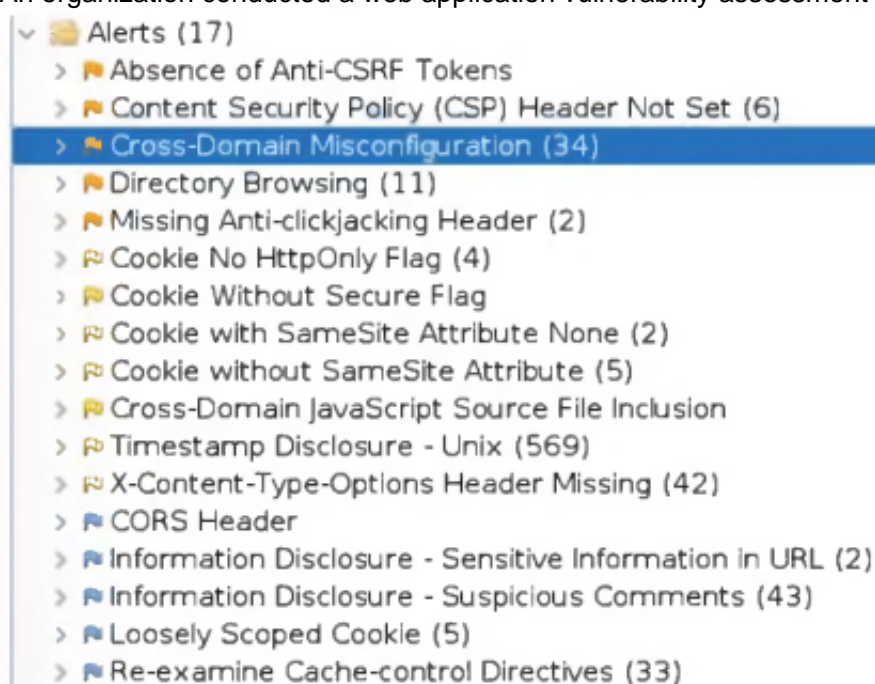 An organization conducted a web application vulnerability assessment
Alerts (17)
Absence of Anti-CSRF Tokens
Content Security Policy (CSP) Header Not Set (6)
Cross-Domain Misconfiguration (34)
Directory Browsing (11)
Missing Anti-clickjacking Header (2)
Cookie No HttpOnly Flag (4)
Cookie Without Secure Flag
Cookie with SameSite Attribute None (2)
Cookie without SameSite Attribute (5)
Cross-Domain JavaScript Source File Inclusion
Timestamp Disclosure - Unix (569)
X-Content-Type-Options Header Missing (42)
CORS Header
Information Disclosure - Sensitive Information in URL (2)
Information Disclosure - Suspicious Comments (43)
Loosely Scoped Cookie (5)
Re-examine Cache-control Directives (33)